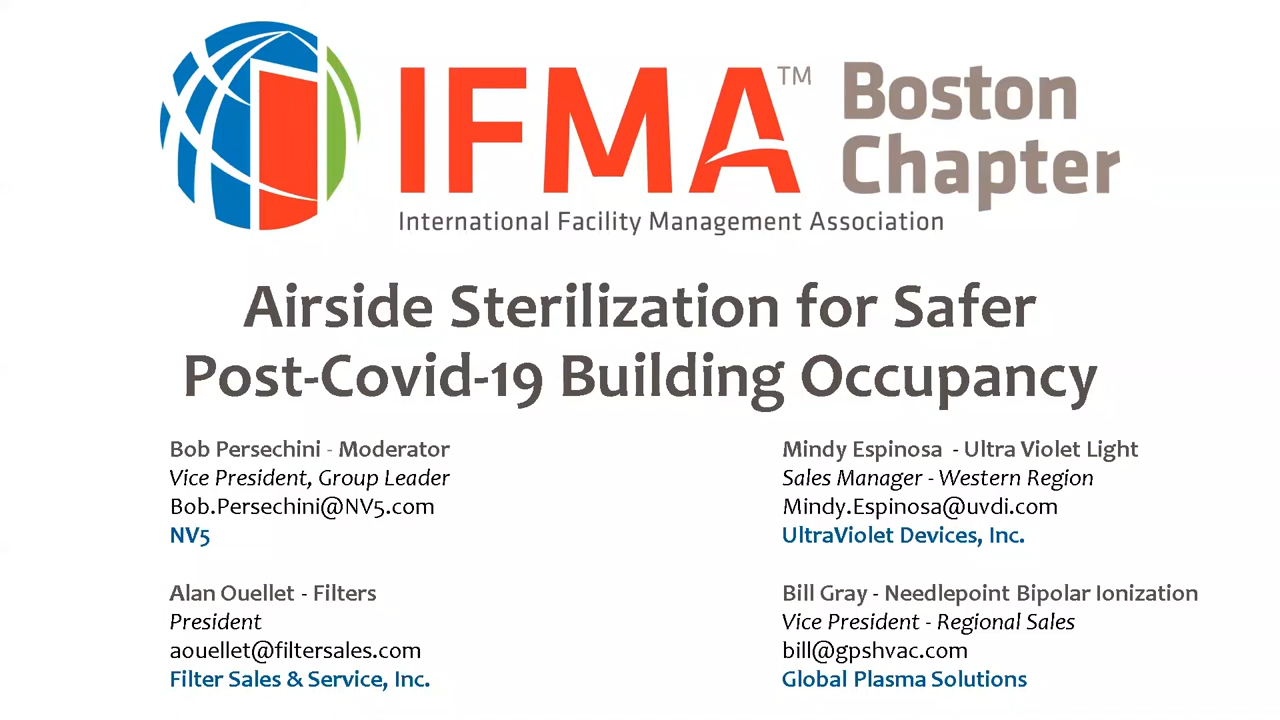 IFMA™ Boston
Chapter
International Facility Management Association
Airside Sterilization for Safer
Post-Covid-19 Building Occupancy
Bob Persechini - Moderator
Vice President, Group Leader
Bob.Persechini@NV5.com
NV5
Mindy Espinosa - Ultra Violet Light
Sales Manager - Western Region
Mindy.Espinosa@uvdi.com
UltraViolet Devices, Inc.
Alan Ouellet - Filters
President
aouellet@filtersales.com
Filter Sales & Service, Inc.
Bill Gray - Needlepoint Bipolar Ionization
Vice President - Regional Sales
bill@gpshvac.com
Global Plasma Solutions